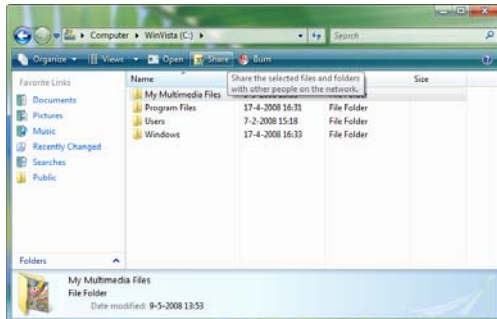 Computer ▸ WinVista (C:) ▸ Search
Organize Views Open Share Burn
Favorite Links
Documents
Pictures
Music
Recently Changed
Searches
Public
Folders
Name Size
My Multimedia Files File Folder
Program Files 17-4-2008 16:31 File Folder
Users 7-2-2008 15:18 File Folder
Windows 17-4-2008 16:33 File Folder
Share the selected files and folders
with other people on the network.
My Multimedia Files
File Folder
Date modified: 9-5-2008 13:53